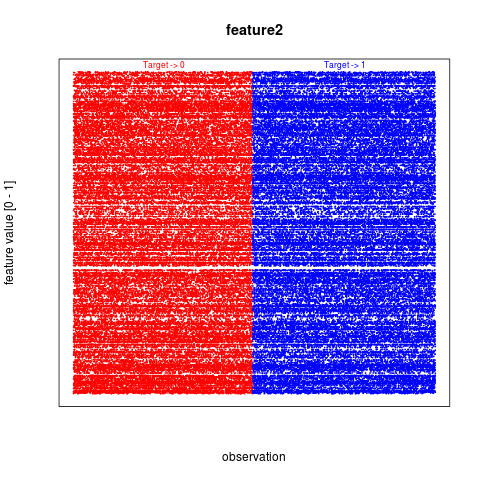 feature2
Target -> 0
Target -> 1
feature value [0 - 1]
observation